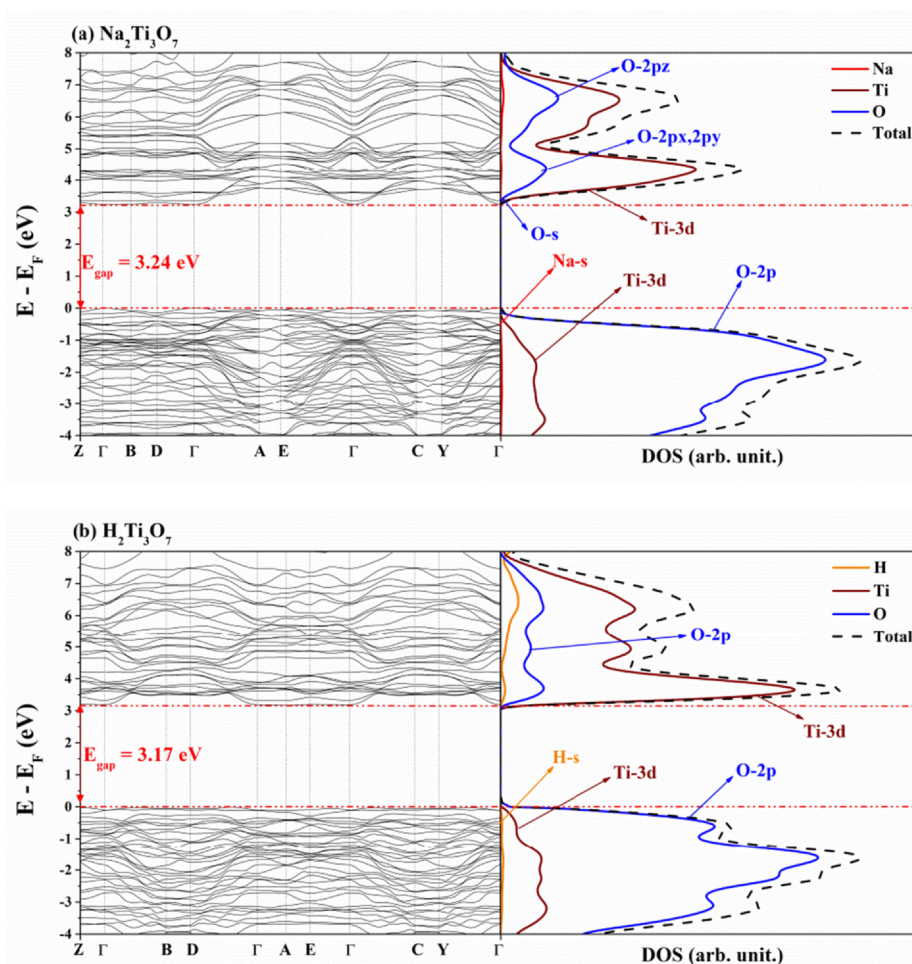 (a) Na2Ti3O7
E - EF (eV)
8
7
6
5
4
3
2
1
0
-1
-2
-3
-4
Egap = 3.24 eV
Z Γ B D Γ A E Γ C Y Γ
O-2pz
O-2px,2py
O-s
Ti-3d
Na-s
Ti-3d
O-2p
Na
Ti
O
Total
DOS (arb. unit.)
(b) H2Ti3O7
E - EF (eV)
8
7
6
5
4
3
2
1
0
-1
-2
-3
-4
Egap = 3.17 eV
Z Γ B D Γ A E Γ C Y Γ
O-2p
Ti-3d
H-s
Ti-3d
O-2p
H
Ti
O
Total
DOS (arb. unit.)